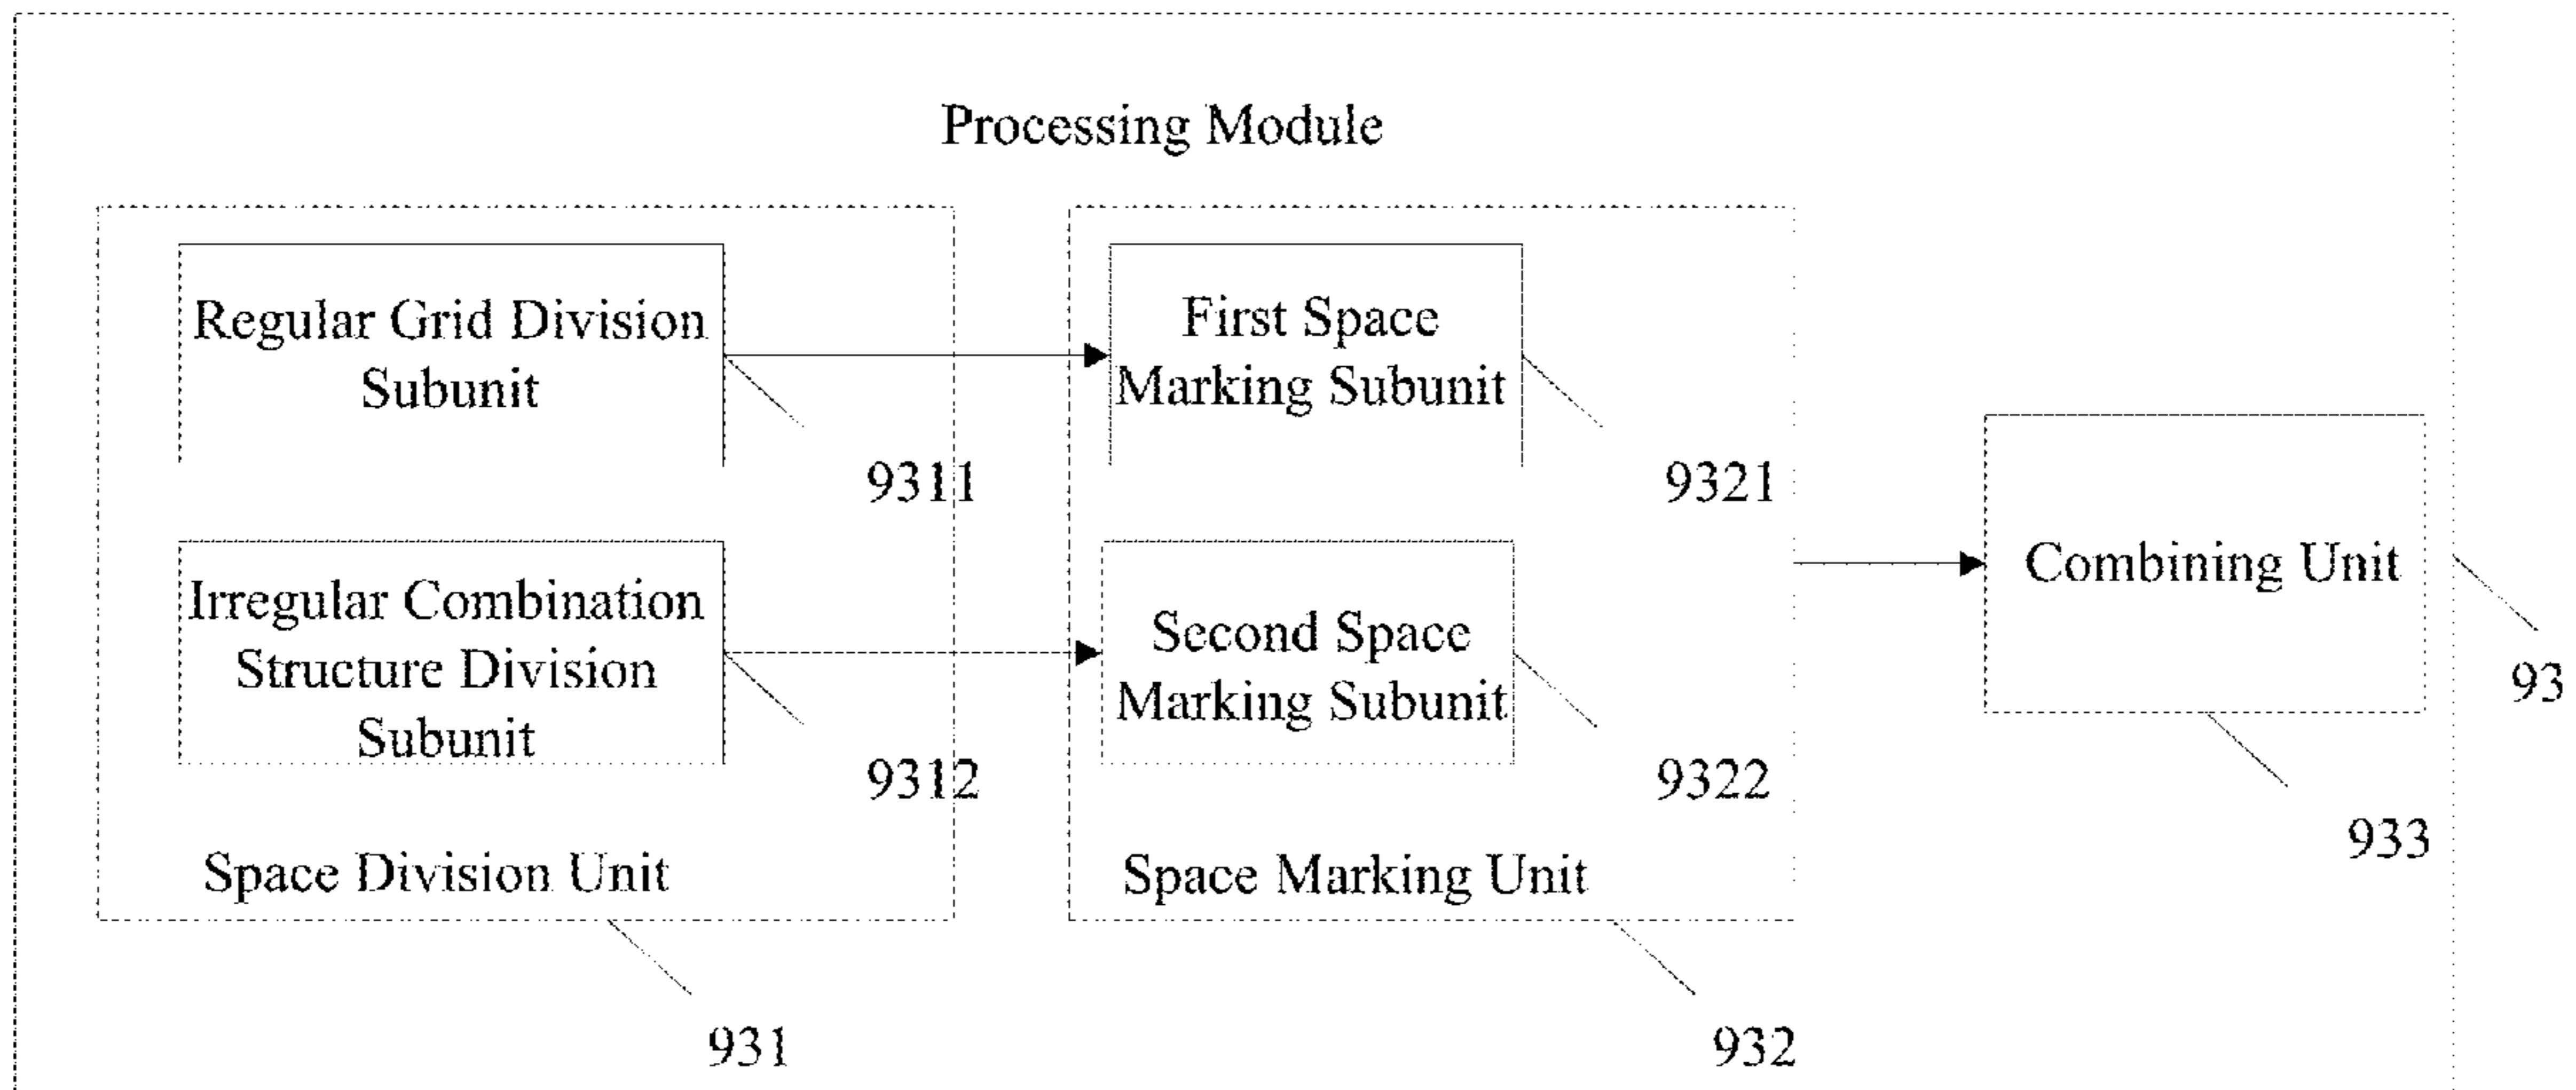 Processing Module
Regular Grid Division
Subunit
9311
First Space
Marking Subunit
9321
Irregular Combination
Structure Division
Subunit
9312
Second Space
Marking Subunit
9322
Combining Unit
933
93
Space Division Unit
931
Space Marking Unit
932